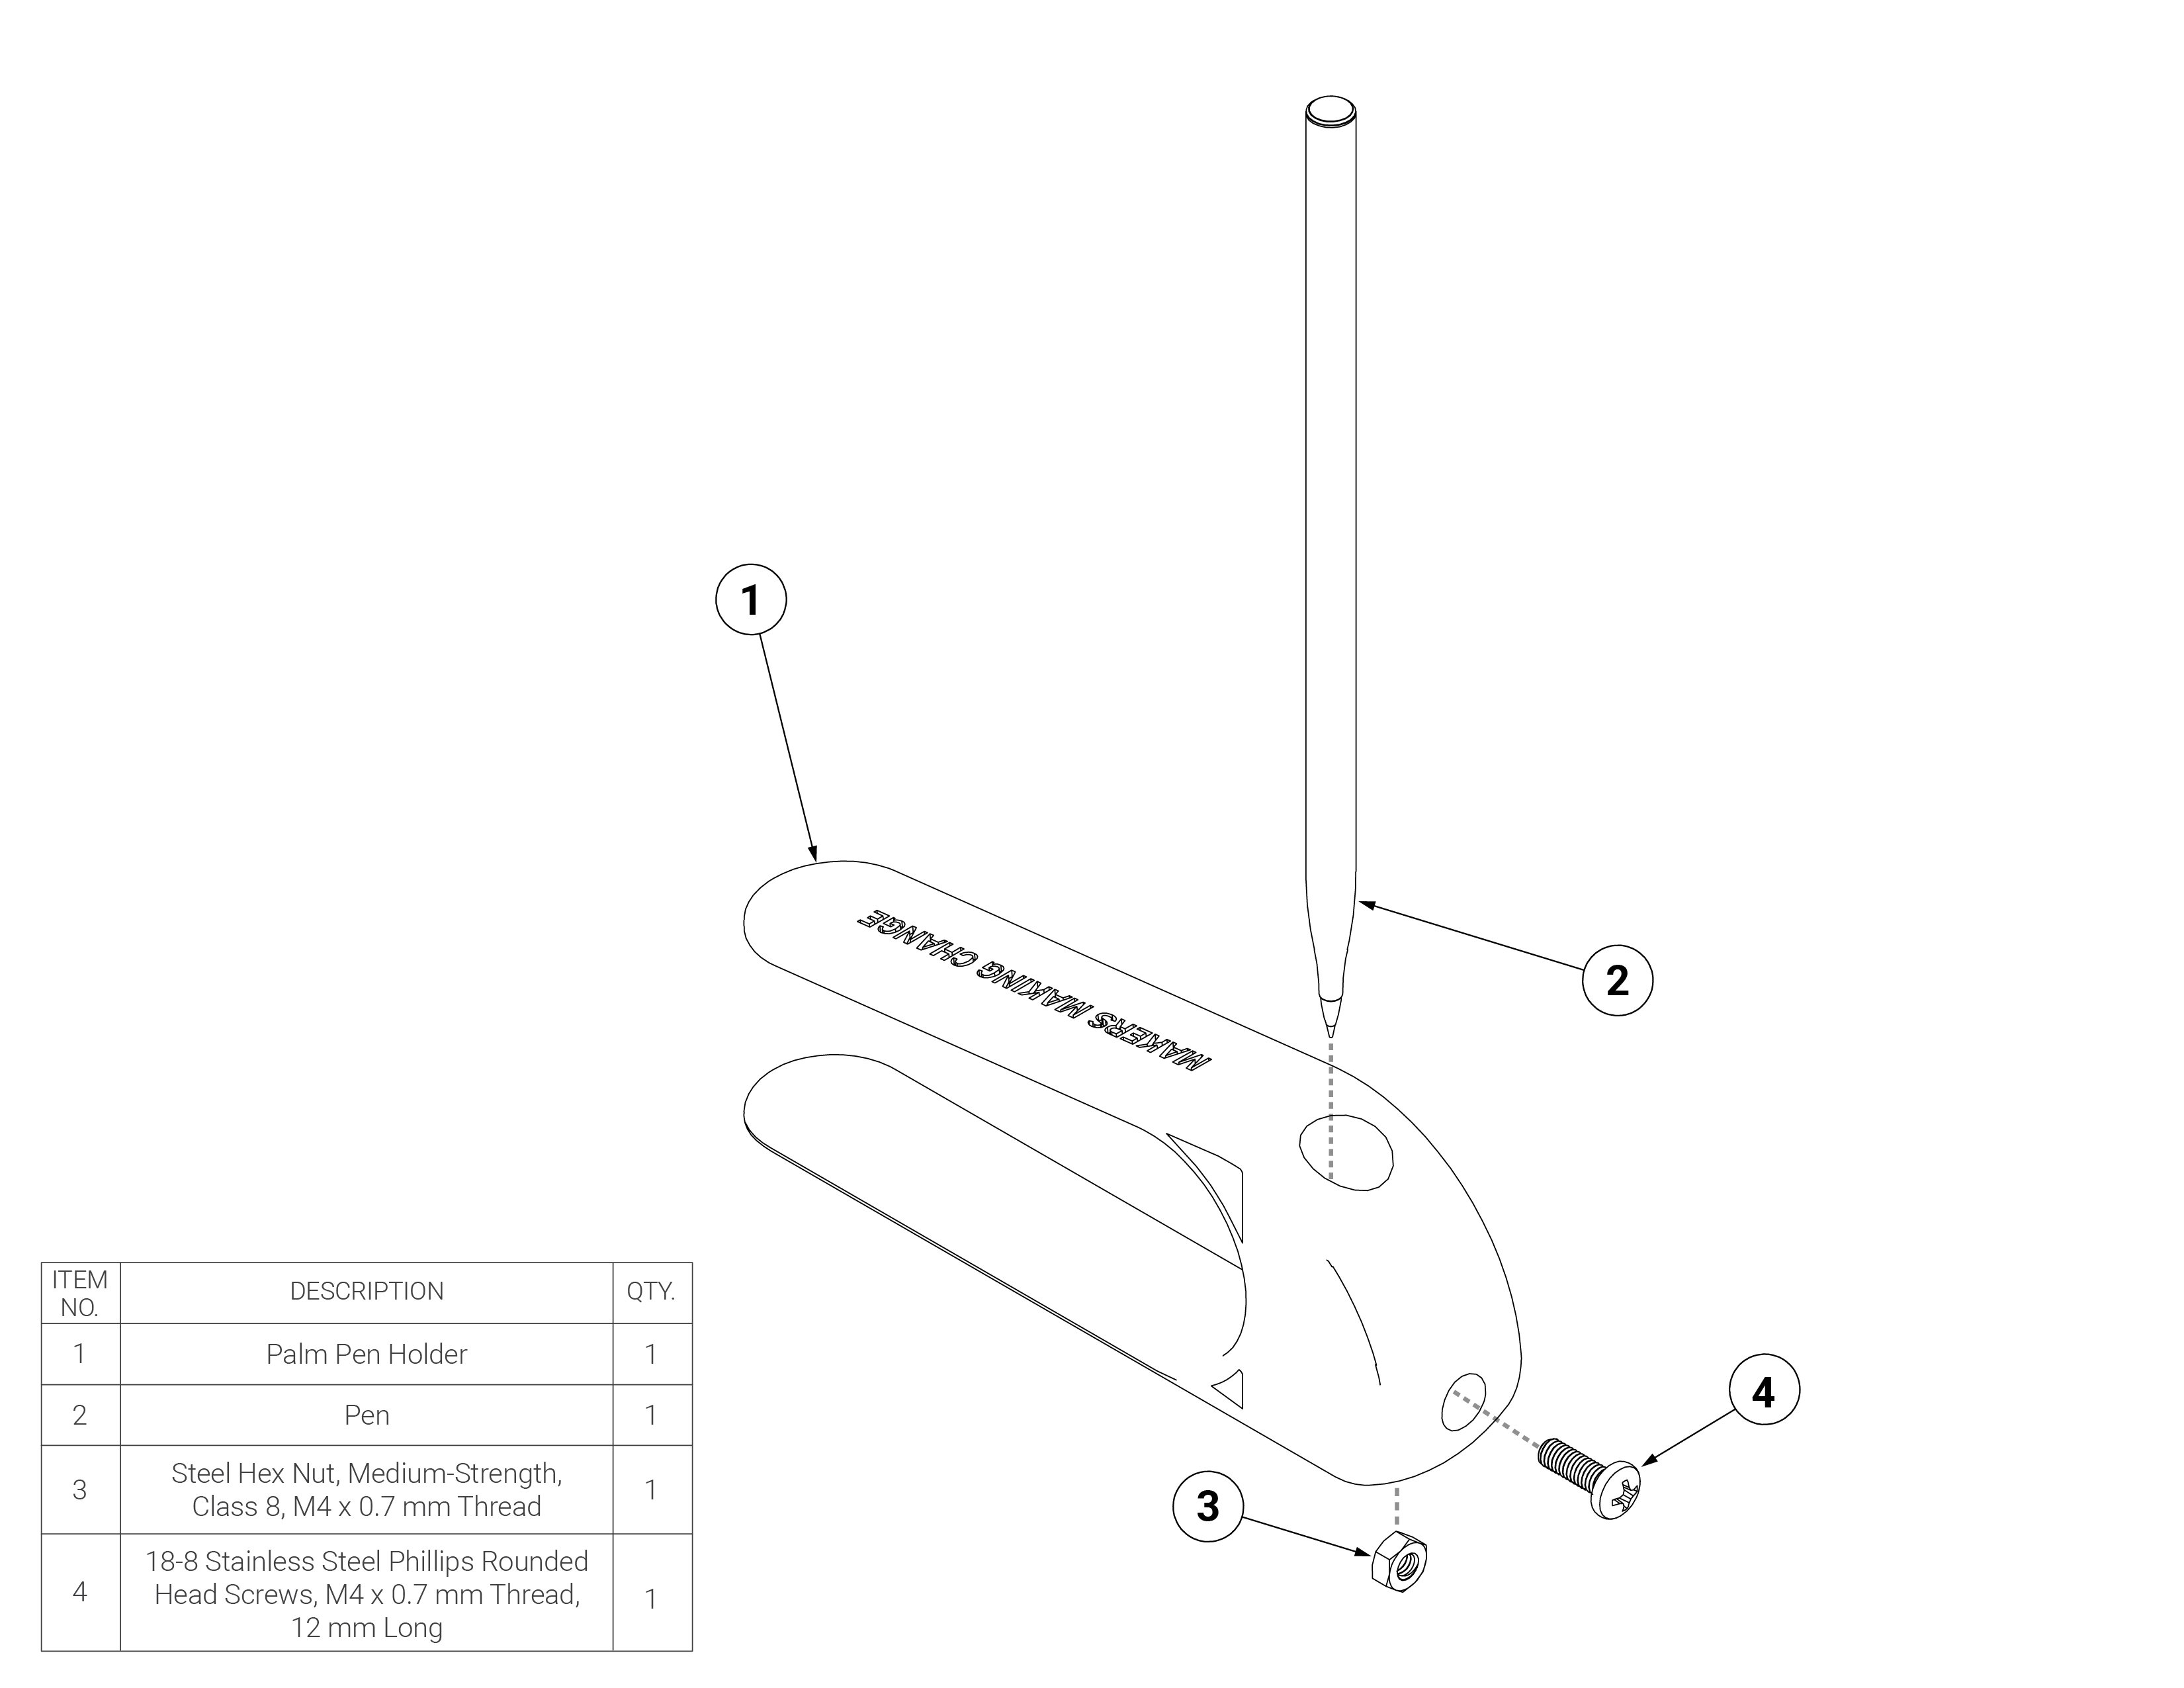 1
2
MAKERS MAKING CHANGE
4
3
ITEM NO. DESCRIPTION QTY.
1 Palm Pen Holder 1
2 Pen 1
3 Steel Hex Nut, Medium-Strength,
Class 8, M4 x 0.7 mm Thread 1
4 18-8 Stainless Steel Phillips Rounded
Head Screws, M4 x 0.7 mm Thread,
12 mm Long 1